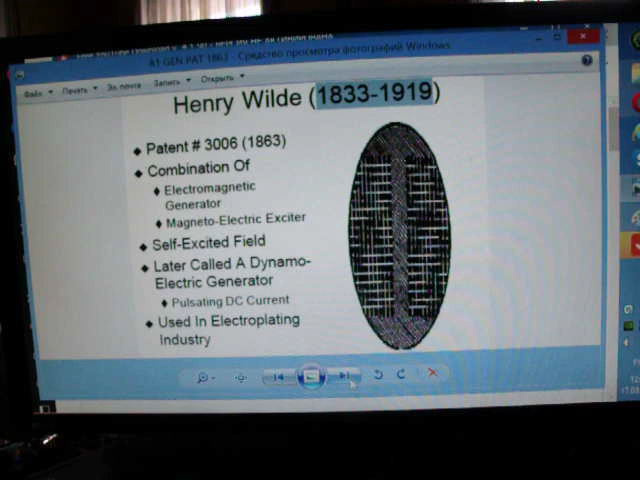 A1 GEN PAT 1863 - Средство просмотра фотографий Windows
Файл Печать Эл. почта Запись Открыть
Henry Wilde (1833-1919)
Patent # 3006 (1863)
Combination Of
Electromagnetic
Generator
Magneto-Electric Exciter
Self-Excited Field
Later Called A Dynamo-
Electric Generator
Pulsating DC Current
Used In Electroplating
Industry